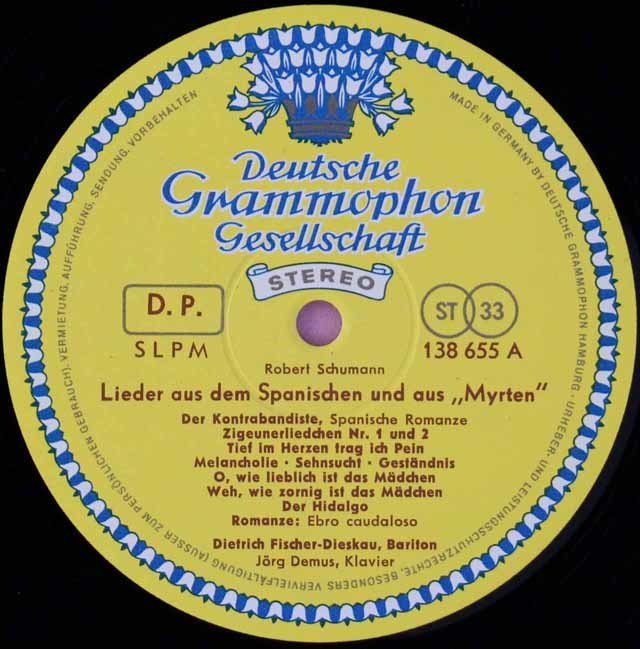 Deutsche
Grammophon
Gesellschaft
STEREO
D. P.
SLPM
ST 33
138 655 A
Robert Schumann
Lieder aus dem Spanischen und aus „Myrten“
Der Kontrabandiste, Spanische Romanze
Zigeunerliedchen Nr. 1 und 2
Tief im Herzen trag ich Pein
Melancholie · Sehnsucht · Geständnis
O, wie lieblich ist das Mädchen
Weh, wie zornig ist das Mädchen
Der Hidalgo
Romanze: Ebro caudaloso
Dietrich Fischer-Dieskau, Bariton
Jörg Demus, Klavier
MADE IN GERMANY BY DEUTSCHE GRAMMOPHON HAMBURG · URHEBER- UND LEISTUNGSSCHUTZRECHTE, BESONDERS VERVIELFÄLTIGUNG (AUSSER ZUM PERSÖNLICHEN GEBRAUCH), VERMIETUNG, AUFFÜHRUNG, SENDUNG, VORBEHALTEN